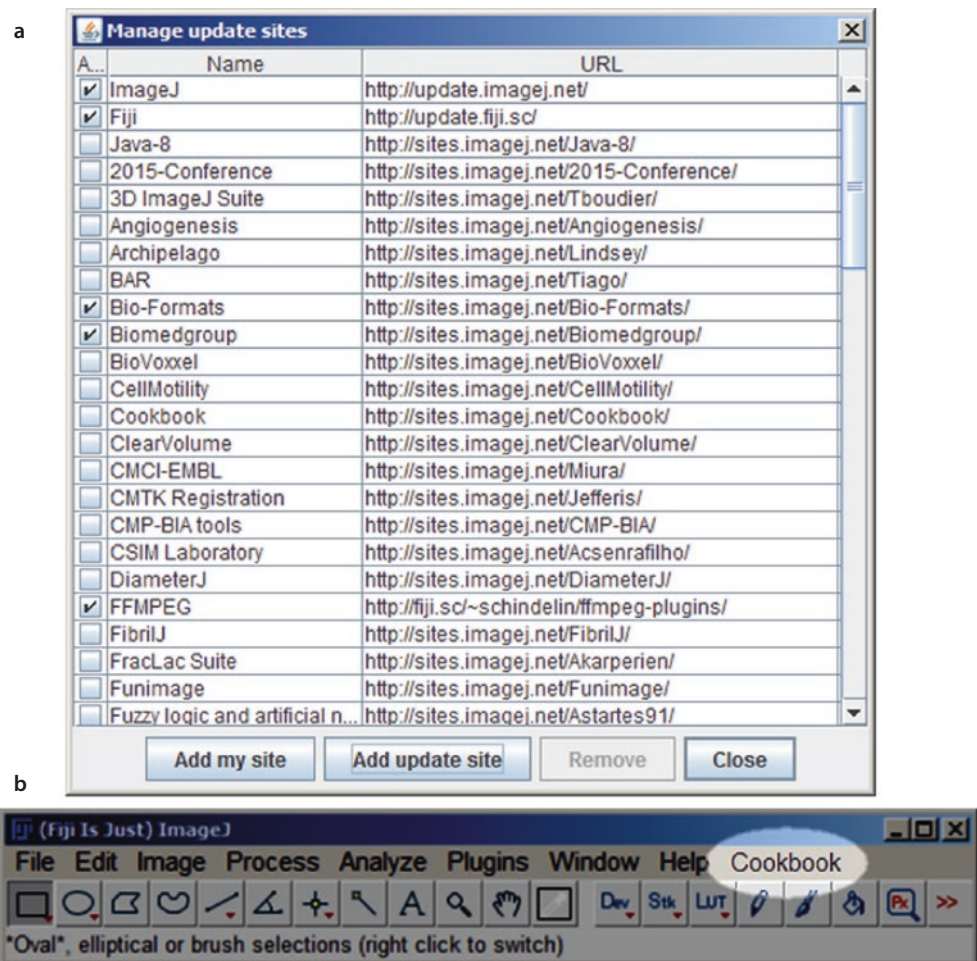 a
Manage update sites
A... Name URL
ImageJ http://update.imagej.net/
Fiji http://update.fiji.sc/
Java-8 http://sites.imagej.net/Java-8/
2015-Conference http://sites.imagej.net/2015-Conference/
3D ImageJ Suite http://sites.imagej.net/Tboudier/
Angiogenesis http://sites.imagej.net/Angiogenesis/
Archipelago http://sites.imagej.net/Lindsey/
BAR http://sites.imagej.net/Tiago/
Bio-Formats http://sites.imagej.net/Bio-Formats/
Biomedgroup http://sites.imagej.net/Biomedgroup/
BioVoxxel http://sites.imagej.net/BioVoxxel/
CellMotility http://sites.imagej.net/CellMotility/
Cookbook http://sites.imagej.net/Cookbook/
ClearVolume http://sites.imagej.net/ClearVolume/
CMCI-EMBL http://sites.imagej.net/Miura/
CMTK Registration http://sites.imagej.net/Jefferis/
CMP-BIA tools http://sites.imagej.net/CMP-BIA/
CSIM Laboratory http://sites.imagej.net/Acsenrafilho/
DiameterJ http://sites.imagej.net/DiameterJ/
FFMPEG http://fiji.sc/~schindelin/ffmpeg-plugins/
FibrilJ http://sites.imagej.net/FibrilJ/
FracLac Suite http://sites.imagej.net/Akarperien/
Funimage http://sites.imagej.net/Funimage/
Fuzzy logic and artificial n... http://sites.imagej.net/Astartes91/
Add my site Add update site Remove Close
b
(Fiji Is Just) ImageJ
File Edit Image Process Analyze Plugins Window Help Cookbook
A Dev Stk LUT Px >>
*Oval*, elliptical or brush selections (right click to switch)